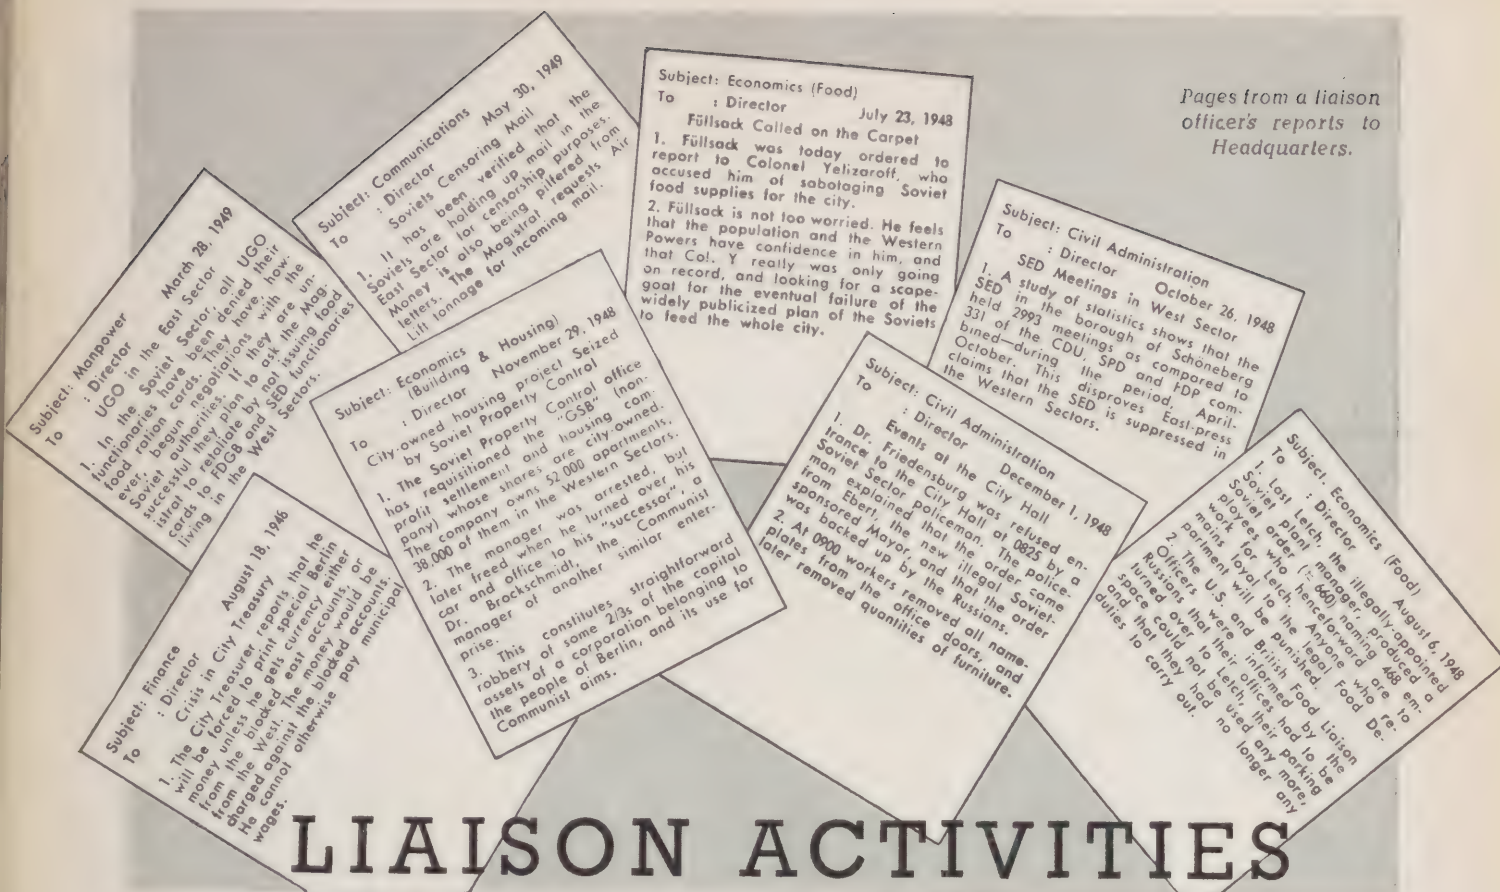 Pages from a liaison
officer's reports to
Headquarters.
Subject: Manpower
To : Director March 28, 1949
UGO in the East Sector
1. In the Soviet Sector, all UGO
functionaries have been denied their
food ration cards. They have, how-
ever, begun negotiations with the
Soviet authorities. If they are un-
successful they plan to ask the Mag-
istrat to retaliate by not issuing food
cards to FDGB and SED functionaries
living in the West Sectors.
Subject: Communications
To : Director May 30, 1949
Soviets Censoring Mail
1. It has been verified that the
Soviets are holding up mail in the
East Sector for censorship purposes.
Money is also being pilfered from
letters. The Magistrat requests Air
Lift tonnage for incoming mail.
Subject: Economics (Food)
To : Director July 23, 1948
Füllsack Called on the Carpet
1. Füllsack was today ordered to
report to Colonel Yelizaroff, who
accused him of sabotaging Soviet
food supplies for the city.
2. Füllsack is not too worried. He feels
that the population and the Western
Powers have confidence in him, and
that Col. Y really was only going
on record, and looking for a scape-
goat for the eventual failure of the
widely publicized plan of the Soviets
to feed the whole city.
Subject: Civil Administration
To : Director October 26, 1948
SED Meetings in West Sector
1. A study of statistics shows that the
SED in the borough of Schöneberg
held 2993 meetings as compared to
331 of the CDU, SPD and FDP com-
bined—during the period, April-
October. This disproves East-press
claims that the SED is suppressed in
the Western Sectors.
Subject: Finance
To : Director August 18, 1946
Crisis in City Treasury
1. The City Treasurer reports that he
will be forced to print special Berlin
money unless he gets currency either
from the blocked east accounts, or
from the West. The money would be
charged against the blocked accounts.
He cannot otherwise pay municipal
wages.
Subject: Economics
(Building & Housing)
To : Director November 29, 1948
City-owned housing project Seized
by Soviet Property Control
1. The Soviet Property Control office
has requisitioned the "GSB" (non-
profit settlement and housing com-
pany) whose shares are city-owned.
The company owns 52 000 apartments,
38,000 of them in the Western Sectors.
2. The manager was arrested, but
later freed when he turned over his
car and office to his "successor", a
Dr. Brockschmidt, the Communist
manager of another similar enter-
prise.
3. This constitutes straightforward
robbery of some 2/3s of the capital
assets of a corporation belonging to
the people of Berlin, and its use for
Communist aims.
Subject: Civil Administration
To : Director December 1, 1948
Events at the City Hall
1. Dr. Friedensburg was refused en-
trance to the City Hall at 0825 by a
Soviet Sector policeman. The police-
man explained that the order came
from Ebert, the new illegal Soviet-
sponsored Mayor, and that the order
was backed up by the Russians.
2. At 0900 workers removed all name-
plates from the office doors, and
later removed quantities of furniture.
Subject: Economics (Food)
To : Director August 6, 1948
1. Last night, the illegally-appointed
Soviet plant manager, produced a
Soviet order naming 468 em-
ployees who henceforward are to
work for Letch. Anyone who re-
mains loyal to the legal Food De-
partment will be punished.
2. The U.S. and British Food Liaison
Officers were informed by the
Russians that their offices had to be
turned over to Letch, their parking
space could not be used any more,
and that they had no longer any
duties to carry out.
LIAISON ACTIVITIES